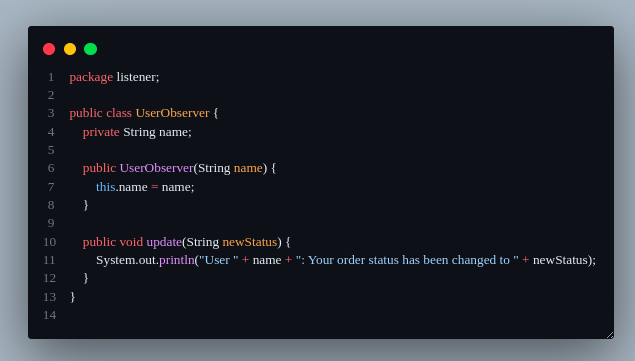 1 package listener;
2
3 public class UserObserver {
4     private String name;
5
6     public UserObserver(String name) {
7         this.name = name;
8     }
9
10     public void update(String newStatus) {
11         System.out.println("User " + name + ": Your order status has been changed to " + newStatus);
12     }
13 }
14